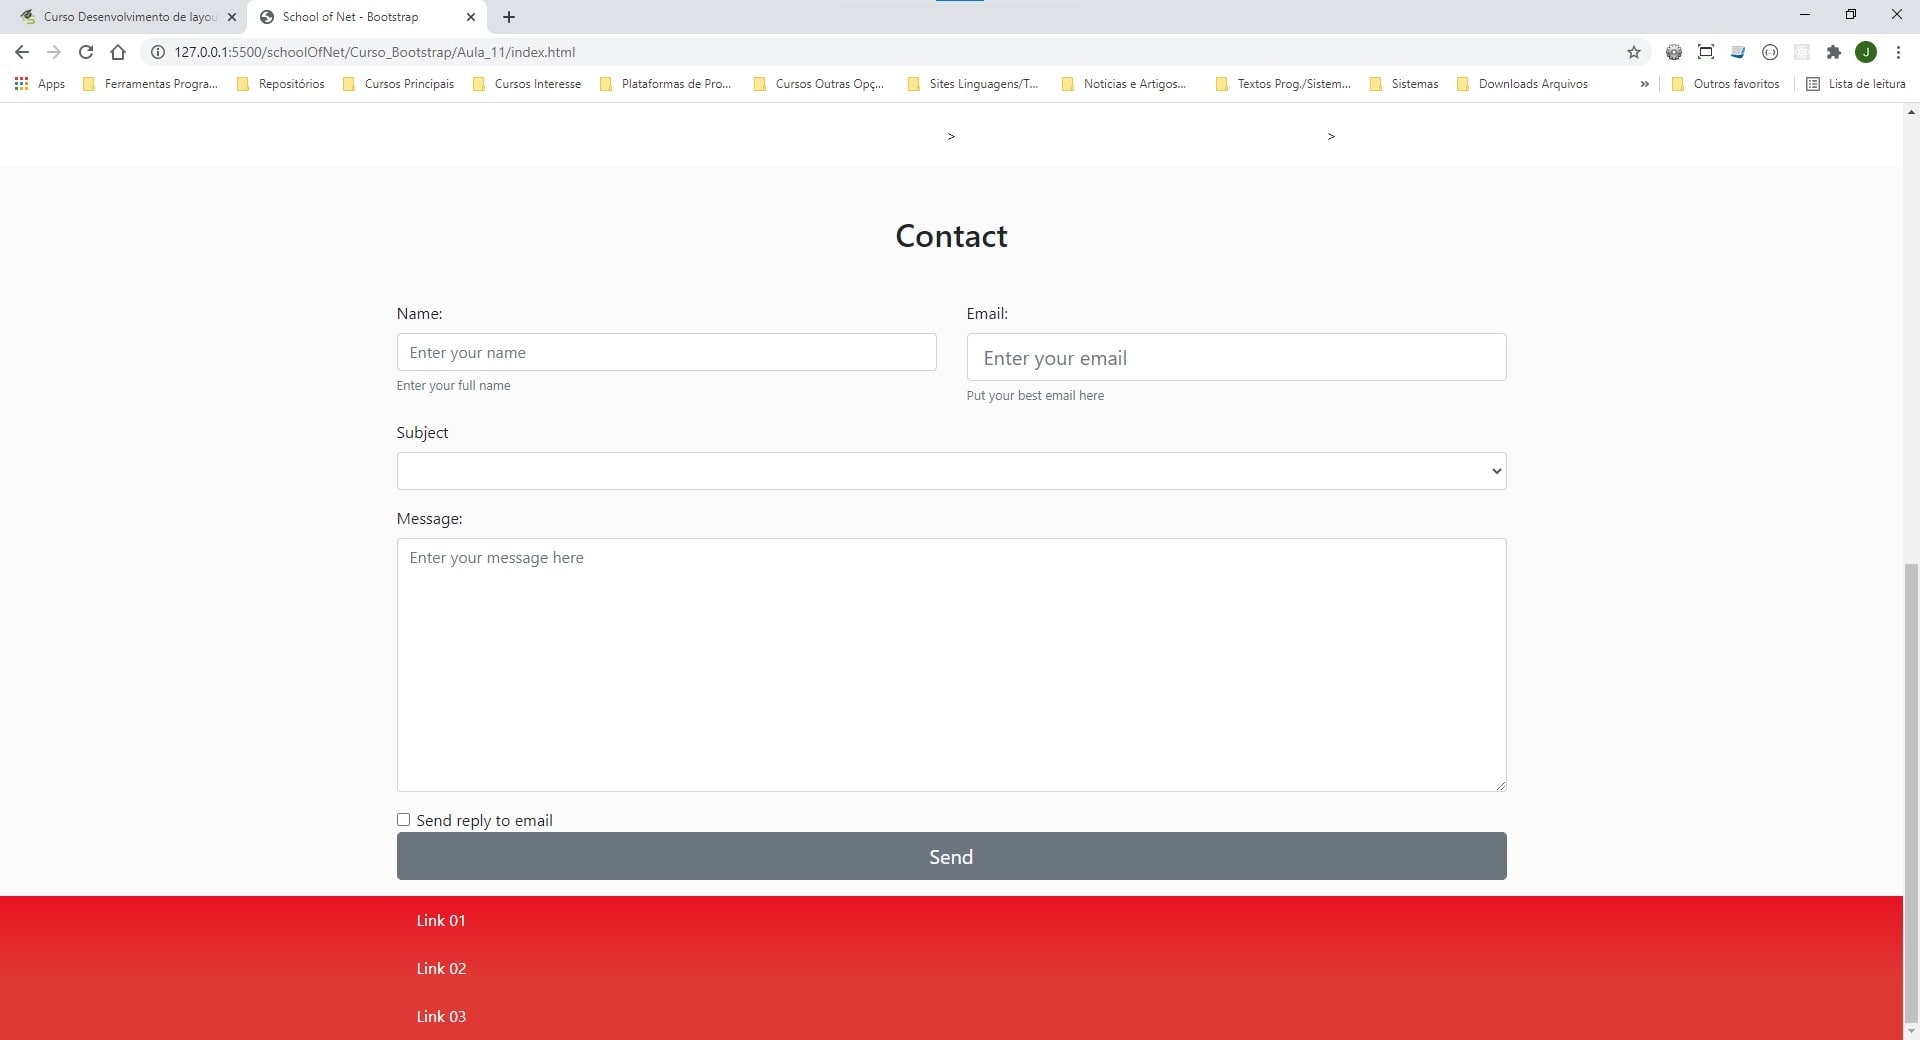 Curso Desenvolvimento de layou
School of Net - Bootstrap
127.0.0.1:5500/schoolOfNet/Curso_Bootstrap/Aula_11/index.html
J
Apps Ferramentas Progra... Repositórios Cursos Principais Cursos Interesse Plataformas de Pro... Cursos Outras Opç... Sites Linguagens/T... Noticias e Artigos... Textos Prog./Sistem... Sistemas Downloads Arquivos » Outros favoritos Lista de leitura
> >
Contact
Name: Email:
Enter your name Enter your email
Enter your full name Put your best email here
Subject
Message:
Enter your message here
Send reply to email
Send
Link 01
Link 02
Link 03